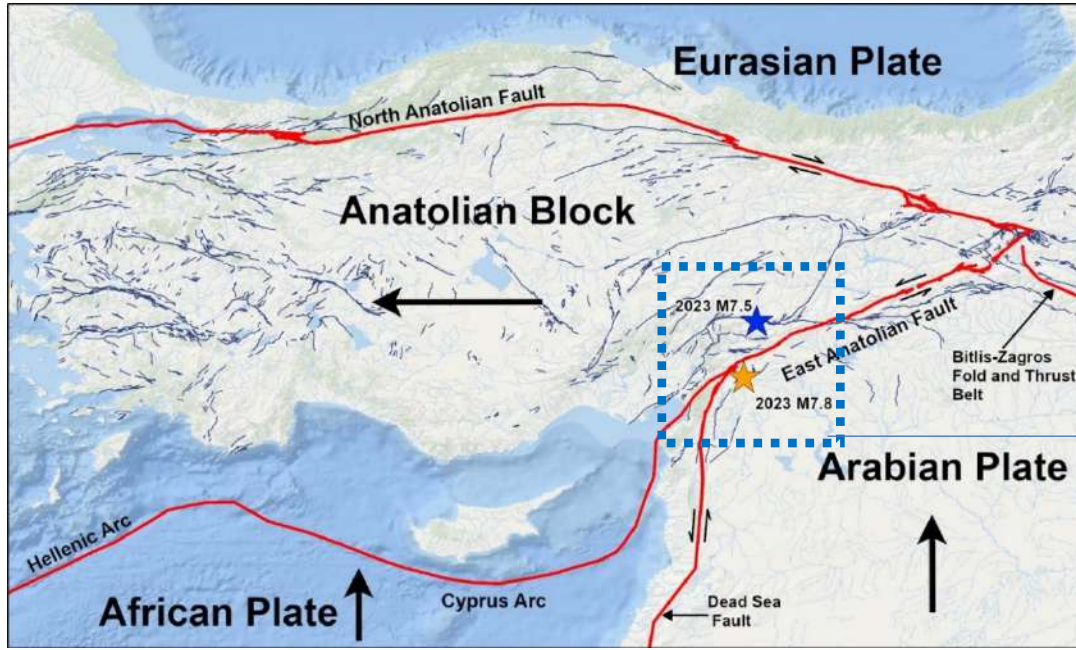 Eurasian Plate
North Anatolian Fault
Anatolian Block
2023 M7.5
East Anatolian Fault
2023 M7.8
Bitlis-Zagros
Fold and Thrust
Belt
Arabian Plate
Hellenic Arc
African Plate
Cyprus Arc
Dead Sea
Fault